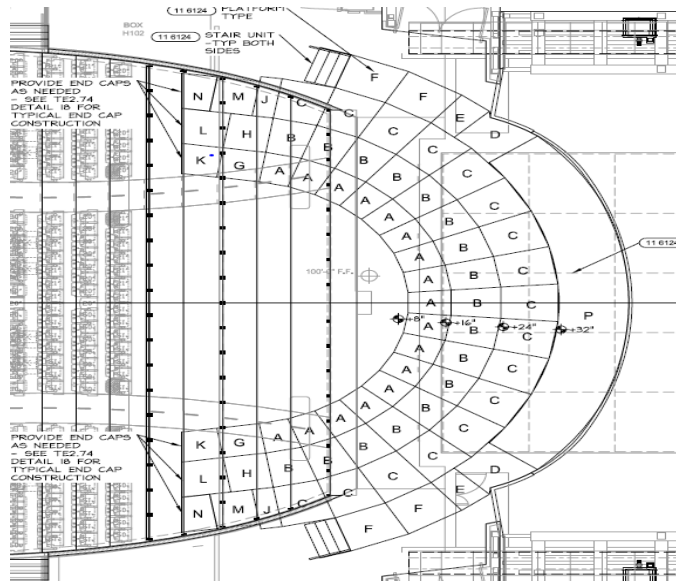 11 6124 PLATFORM
TYPE
BOX
H102
11 6124 STAIR UNIT
-TYP BOTH
SIDES
PROVIDE END CAPS
AS NEEDED
- SEE TE2.74
DETAIL 18 FOR
TYPICAL END CAP
CONSTRUCTION
N M J C C
L H B B
K G A A
F F E D
C C C C C C C C C C
B B B B B B B B
A A A A A A A A A A A A
11 6124
100'-0" F.F.
P
+8" +16" +24" +32"
PROVIDE END CAPS
AS NEEDED
- SEE TE2.74
DETAIL 18 FOR
TYPICAL END CAP
CONSTRUCTION
K G A A
L H B B
N M J C C
F F E D